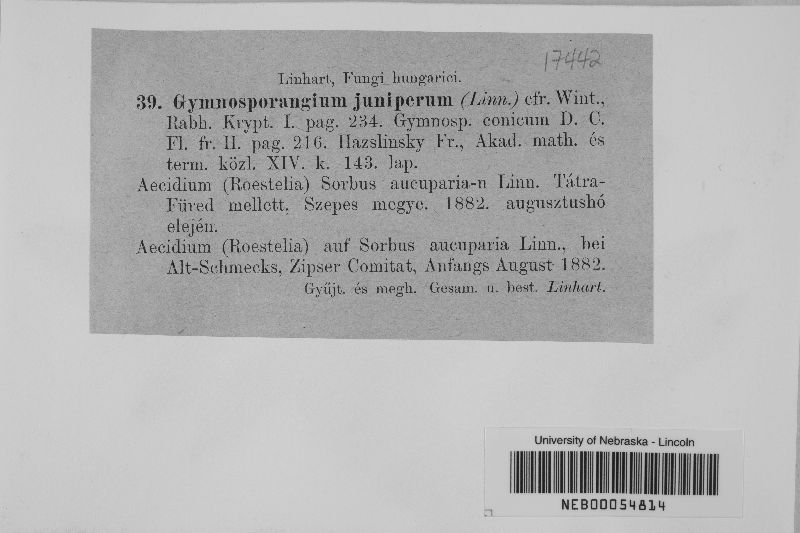 17442
Linhart, Fungi hungarici.
39. Gymnosporangium juniperum (Linn.) cfr. Wint.,
Rabh. Krypt. I. pag. 234. Gymnosp. conicum D. C.
Fl. fr. II. pag. 216. Hazslinsky Fr., Akad. math. és
term. közl. XIV. k. 143. lap.
Aecidium (Roestelia) Sorbus aucuparia-n Linn. Tátra-
Füred mellett, Szepes megye. 1882. augusztushó
elején.
Aecidium (Roestelia) auf Sorbus aucuparia Linn., bei
Alt-Schmecks, Zipser Comitat, Anfangs August 1882.
Gyüjt. és megh. Gesam. u. best. Linhart.
University of Nebraska - Lincoln
NEB00054814